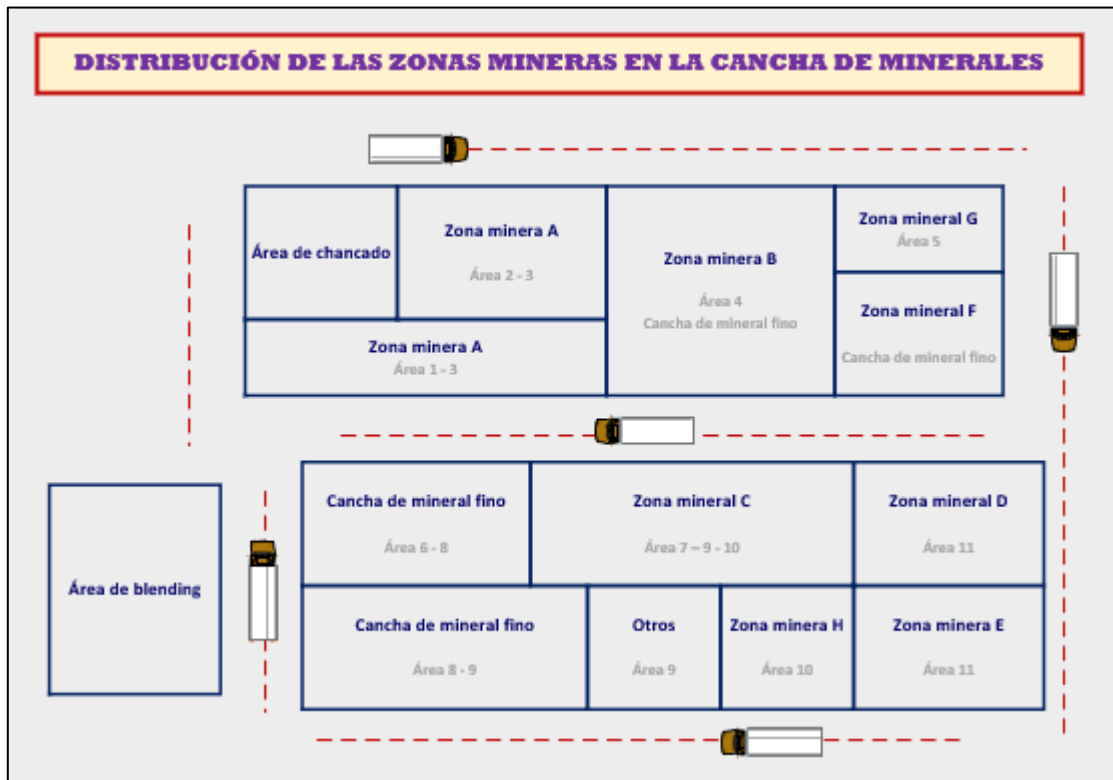 DISTRIBUCIÓN DE LAS ZONAS MINERAS EN LA CANCHA DE MINERALES
Área de chancado
Zona minera A
Área 2 - 3
Zona minera A
Área 1 - 3
Zona minera B
Área 4
Cancha de mineral fino
Zona mineral G
Área 5
Zona mineral F
Cancha de mineral fino
Área de blending
Cancha de mineral fino
Área 6 - 8
Zona mineral C
Área 7 – 9 - 10
Zona mineral D
Área 11
Cancha de mineral fino
Área 8 - 9
Otros
Área 9
Zona minera H
Área 10
Zona minera E
Área 11